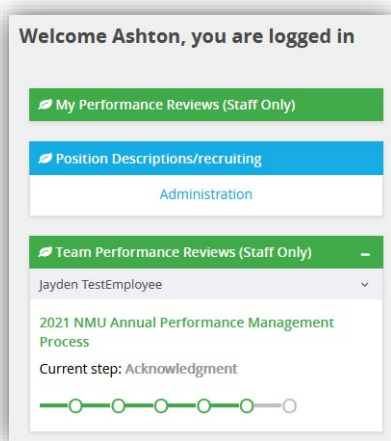 Welcome Ashton, you are logged in
My Performance Reviews (Staff Only)
Position Descriptions/recruiting
Administration
Team Performance Reviews (Staff Only)
Jayden TestEmployee
2021 NMU Annual Performance Management
Process
Current step: Acknowledgment